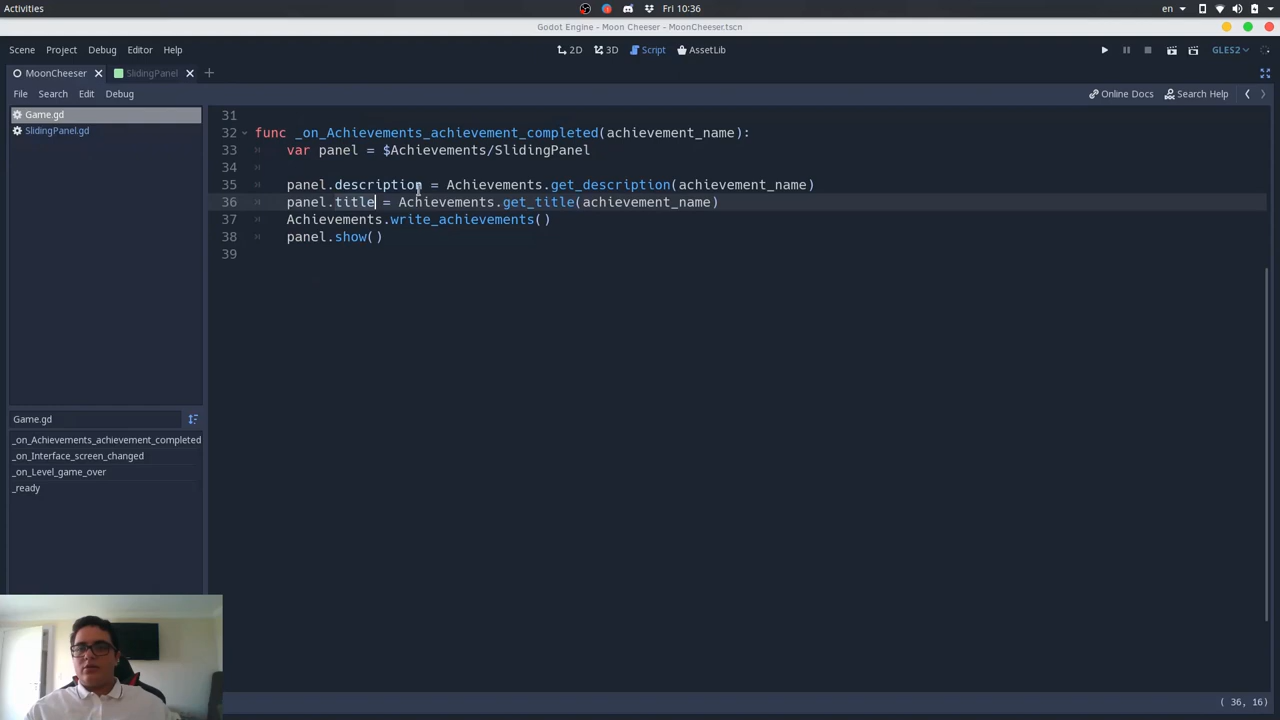 Activities
Fri 10:36
en
Godot Engine - Moon Cheeser - MoonCheeser.tscn
Scene Project Debug Editor Help
2D 3D Script AssetLib
GLES2
MoonCheeser SlidingPanel
File Search Edit Debug
Online Docs Search Help
Game.gd
SlidingPanel.gd
31
32 func _on_Achievements_achievement_completed(achievement_name):
33 var panel = $Achievements/SlidingPanel
34
35 panel.description = Achievements.get_description(achievement_name)
36 panel.title = Achievements.get_title(achievement_name)
37 Achievements.write_achievements()
38 panel.show()
39
Game.gd
_on_Achievements_achievement_completed
_on_Interface_screen_changed
_on_Level_game_over
_ready
( 36, 16)